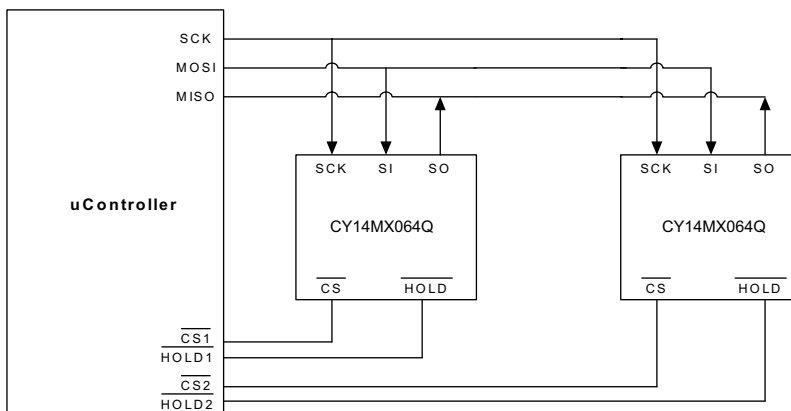 SCK
MOSI
MISO
uController
SCK SI SO
CY14MX064Q
CS HOLD
SCK SI SO
CY14MX064Q
CS HOLD
CS1
HOLD1
CS2
HOLD2